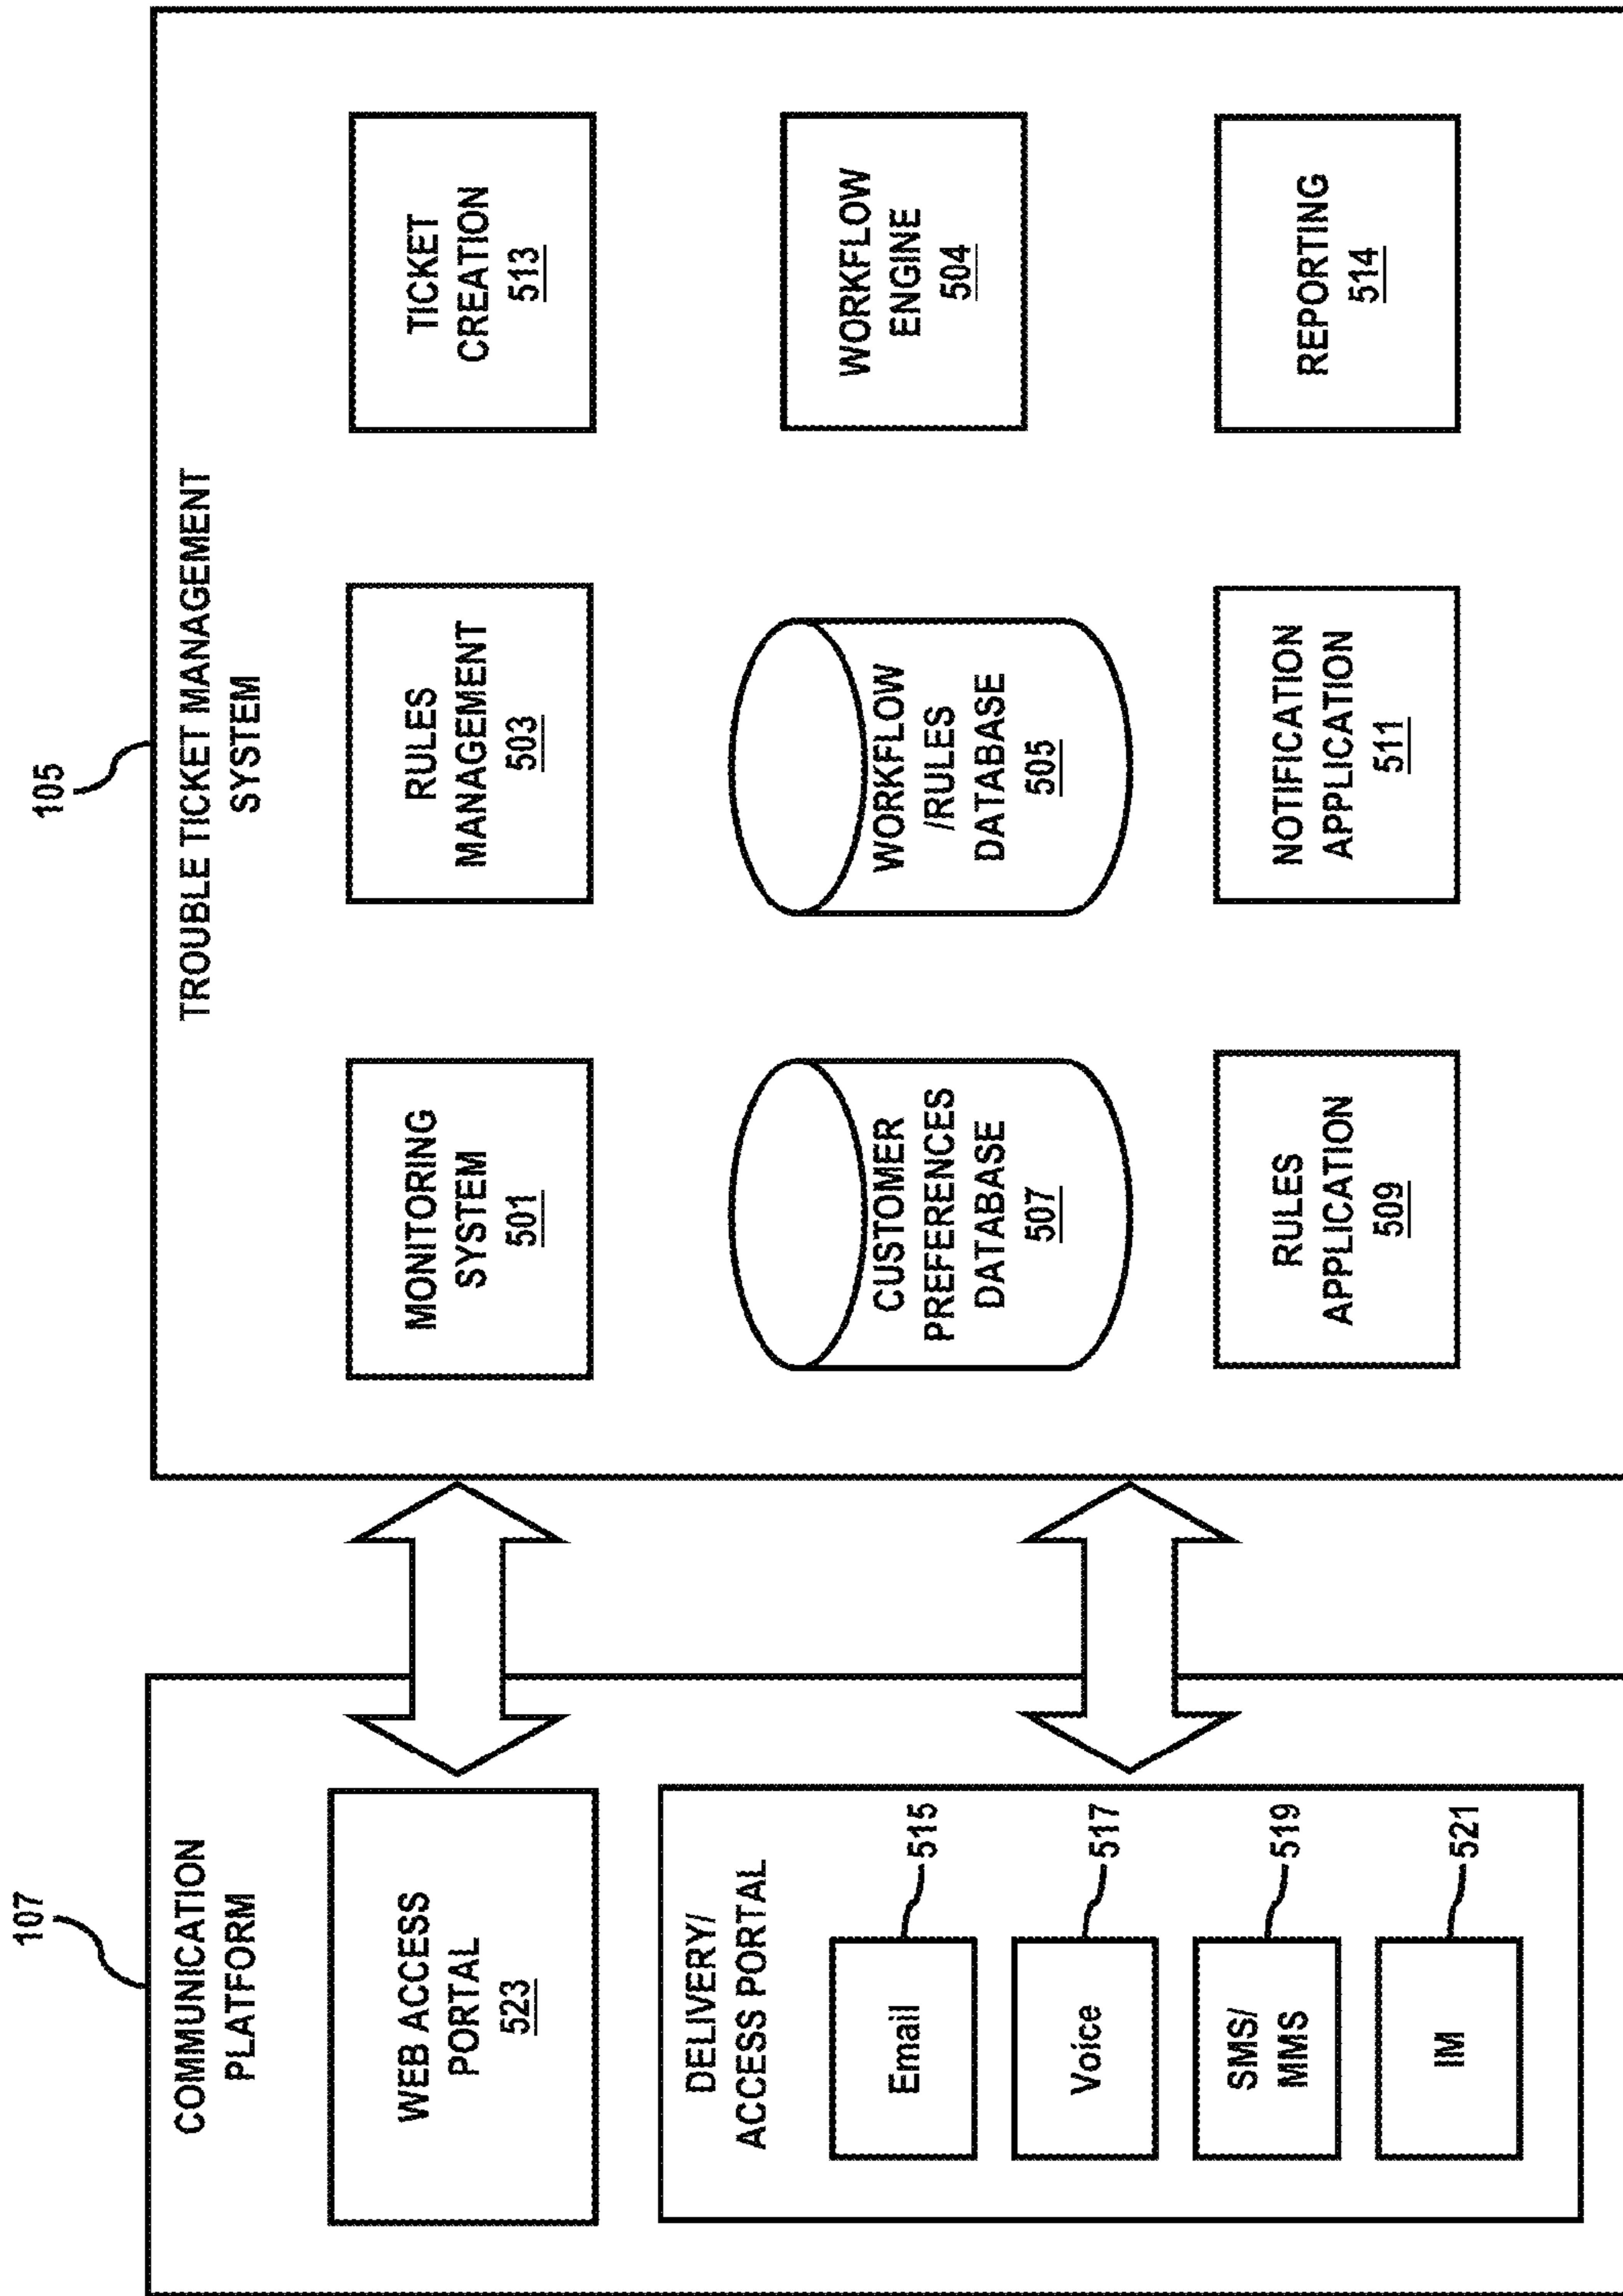 107
COMMUNICATION
PLATFORM
WEB ACCESS
PORTAL
523
DELIVERY/
ACCESS PORTAL
Email
515
Voice
517
SMS/
MMS
519
IM
521
105
TROUBLE TICKET MANAGEMENT
SYSTEM
MONITORING
SYSTEM
501
RULES
MANAGEMENT
503
TICKET
CREATION
513
CUSTOMER
PREFERENCES
DATABASE
507
WORKFLOW
/RULES
DATABASE
505
WORKFLOW
ENGINE
504
RULES
APPLICATION
509
NOTIFICATION
APPLICATION
511
REPORTING
514